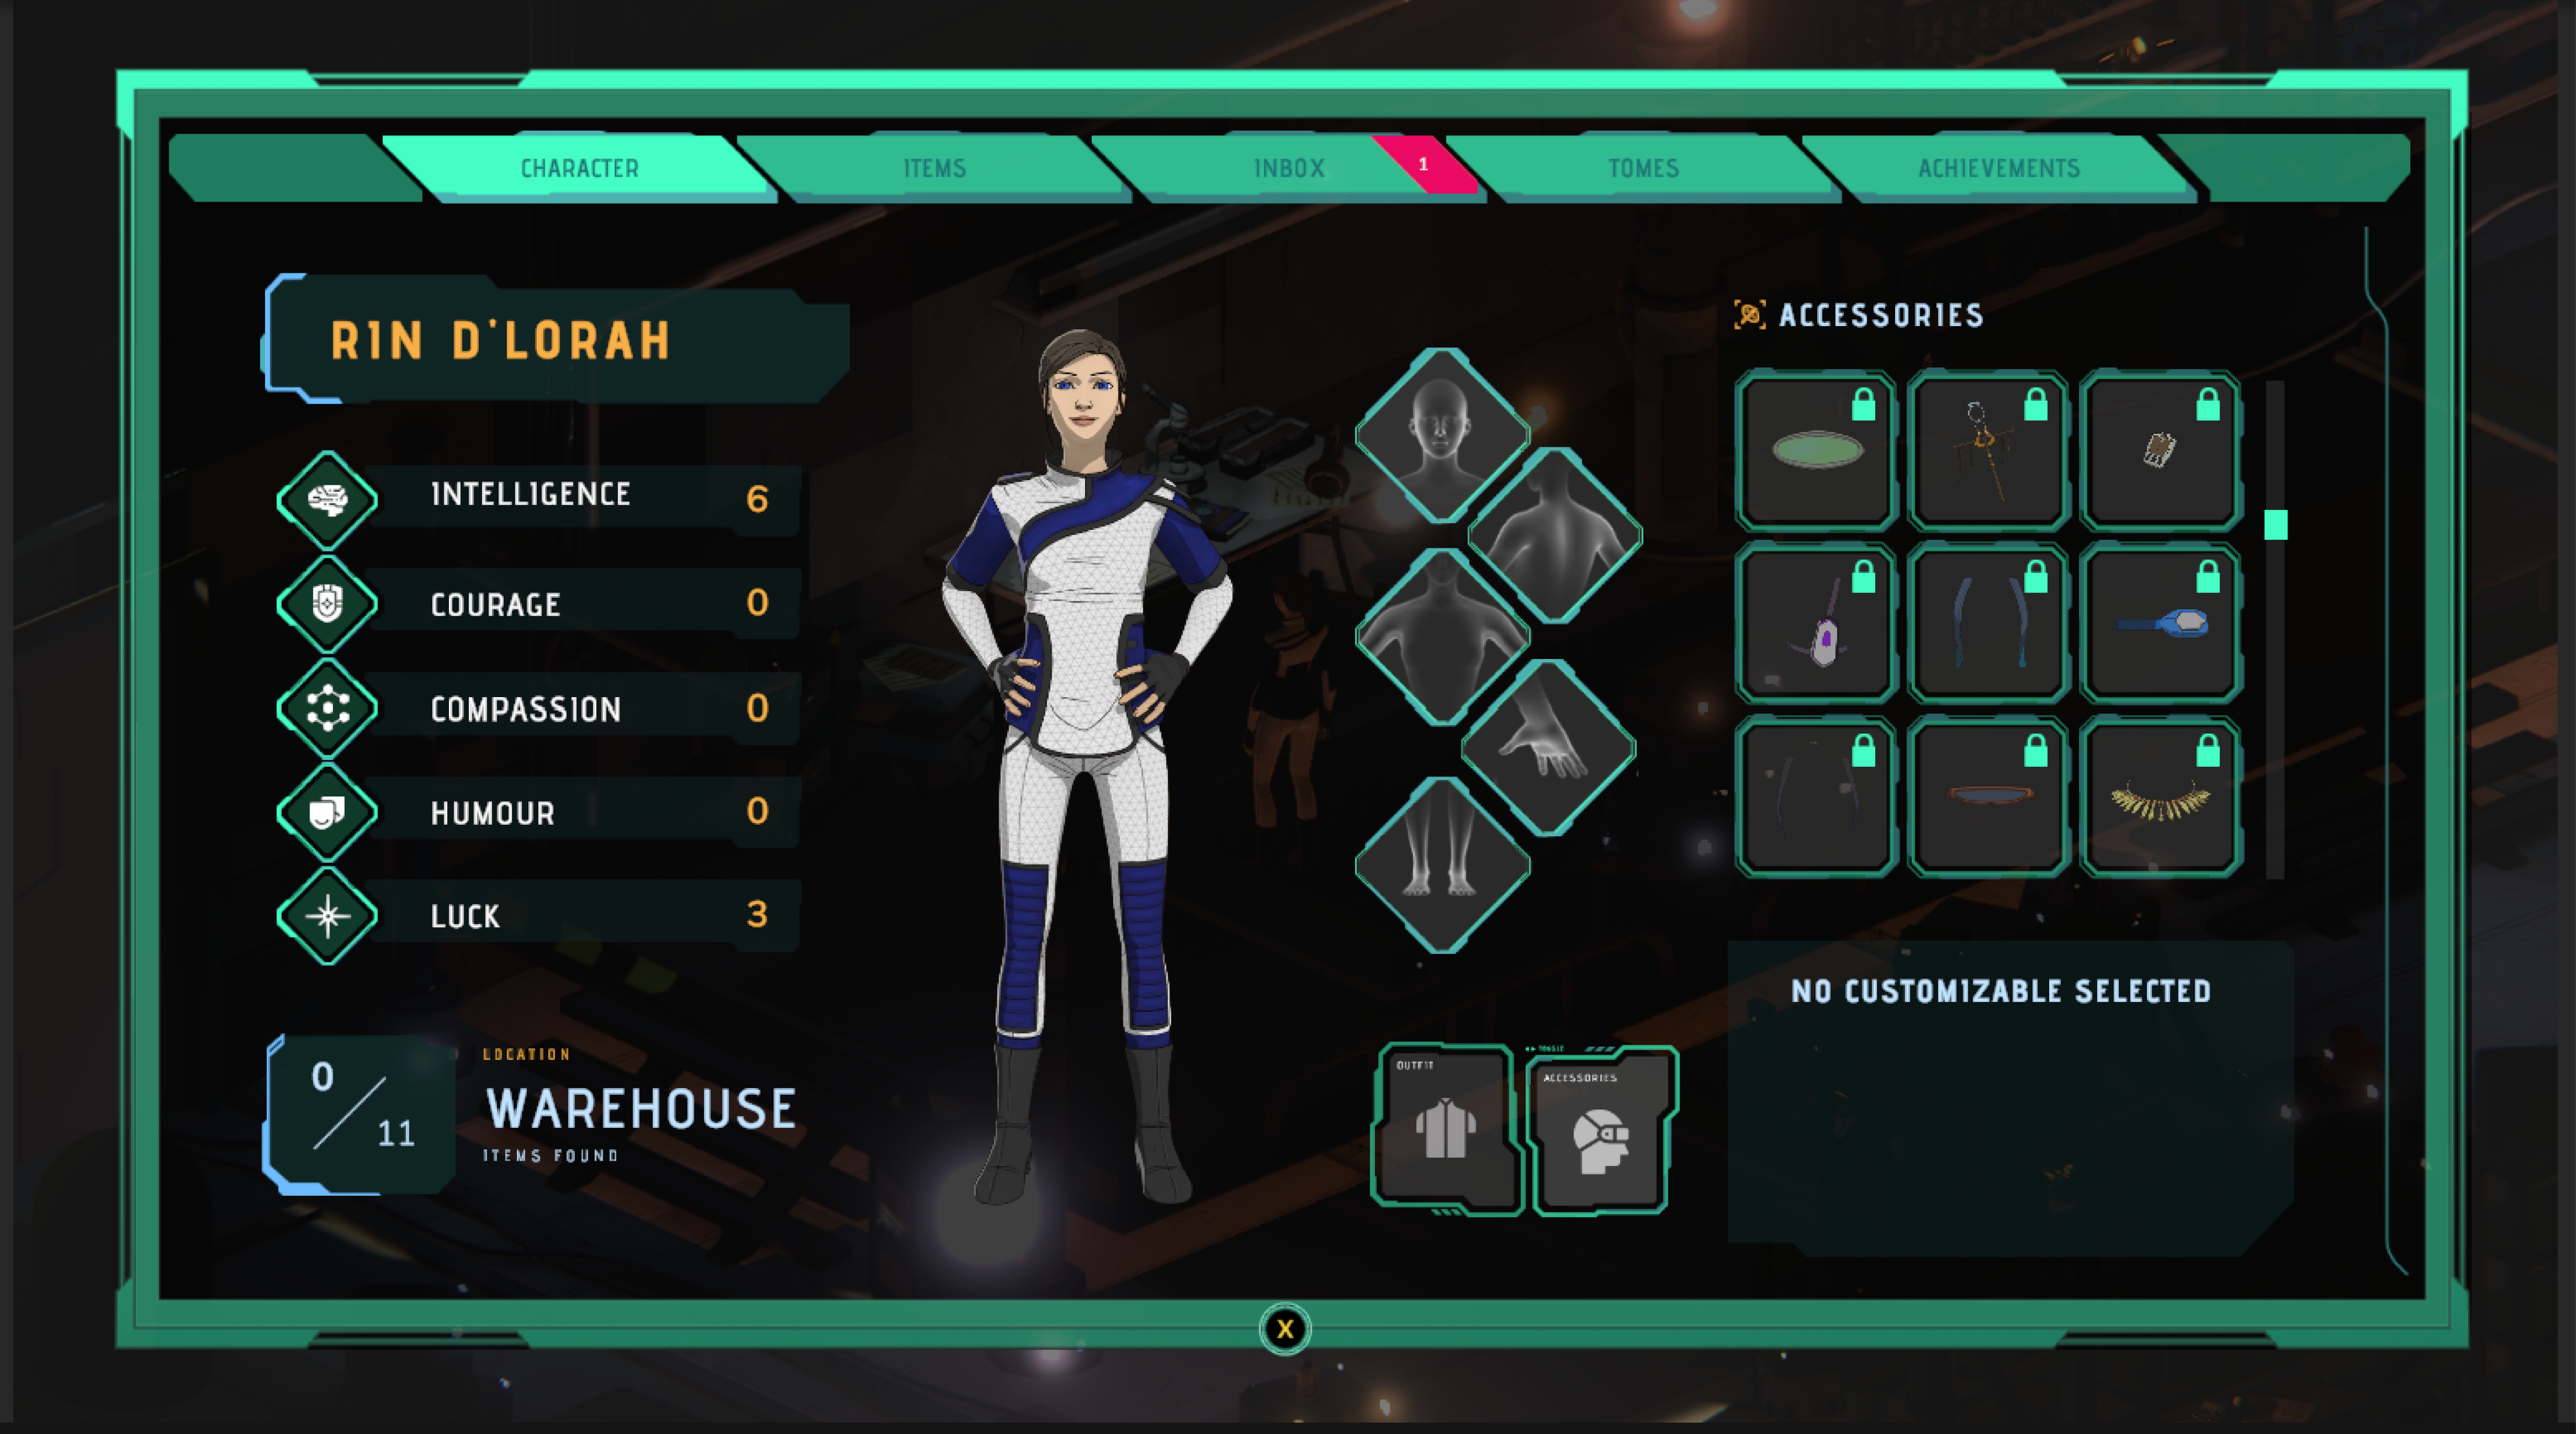 CHARACTER
ITEMS
INBOX
1
TOMES
ACHIEVEMENTS
RIN D'LORAH
INTELLIGENCE 6
COURAGE 0
COMPASSION 0
HUMOUR 0
LUCK 3
0
11
LOCATION
WAREHOUSE
ITEMS FOUND
OUTFIT
TOGGLE
ACCESSORIES
ACCESSORIES
NO CUSTOMIZABLE SELECTED
X